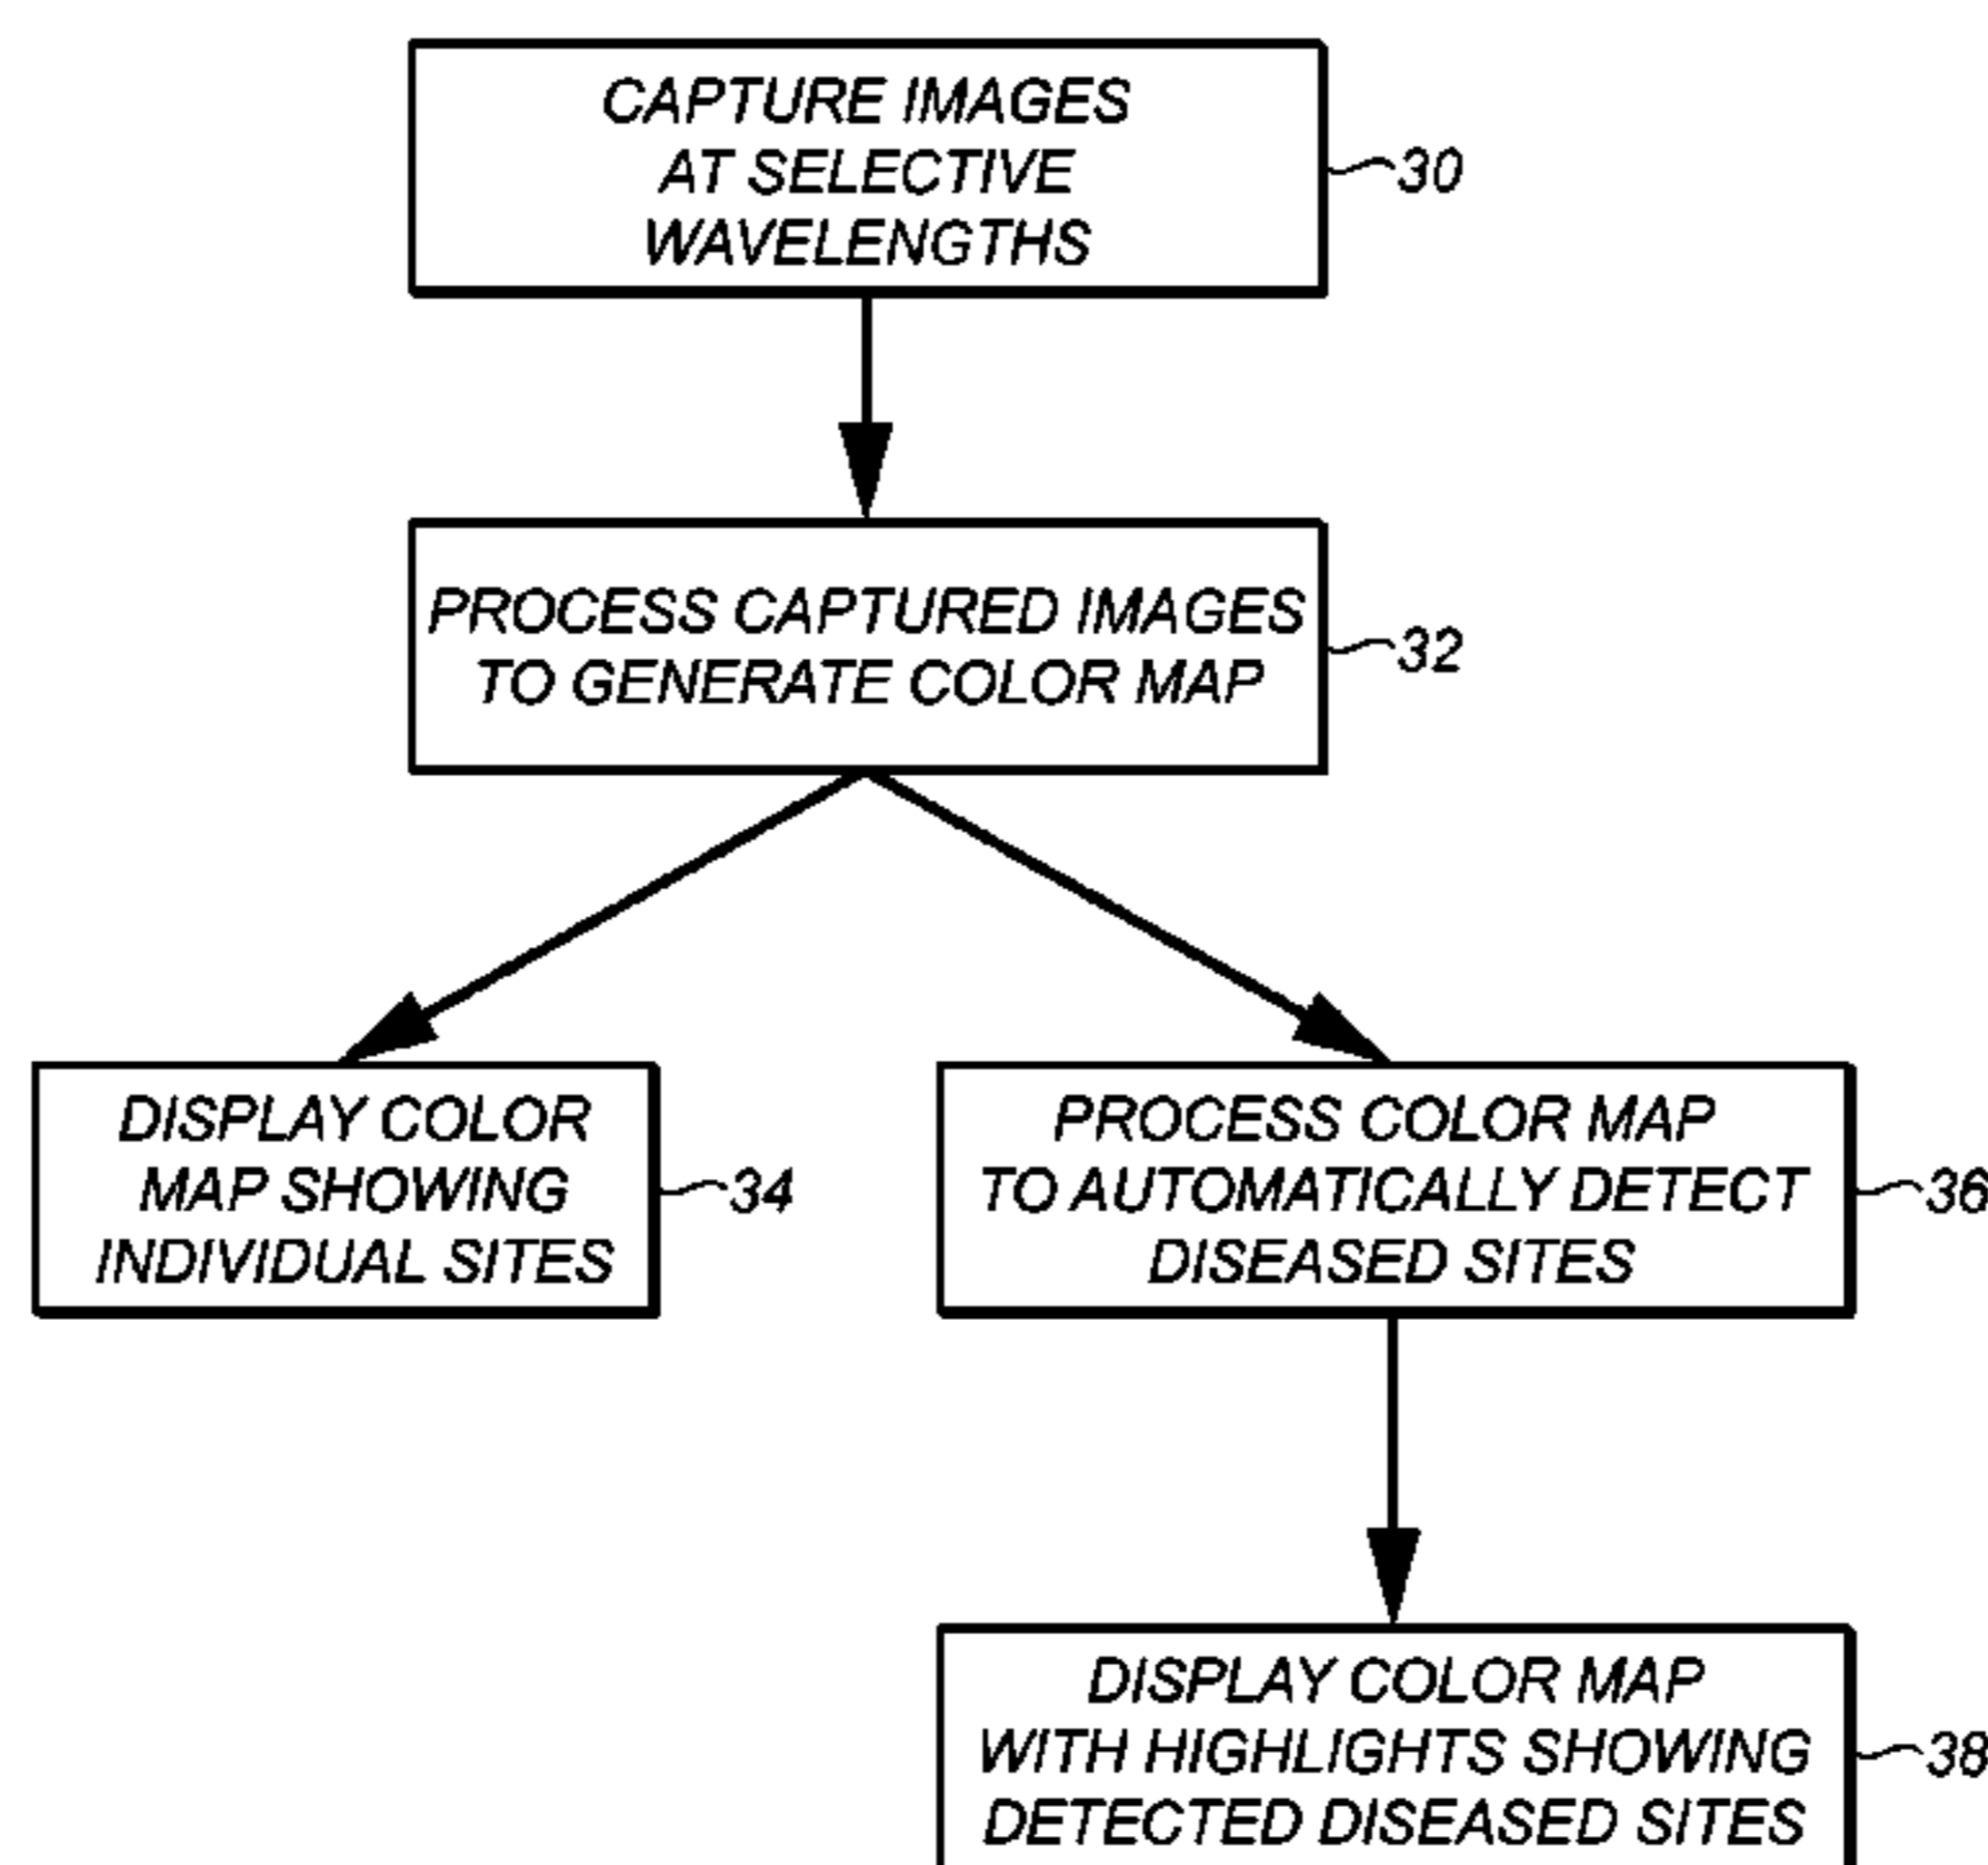 CAPTURE IMAGES
AT SELECTIVE
WAVELENGTHS
30
PROCESS CAPTURED IMAGES
TO GENERATE COLOR MAP
32
DISPLAY COLOR
MAP SHOWING
INDIVIDUAL SITES
34
PROCESS COLOR MAP
TO AUTOMATICALLY DETECT
DISEASED SITES
36
DISPLAY COLOR MAP
WITH HIGHLIGHTS SHOWING
DETECTED DISEASED SITES
38